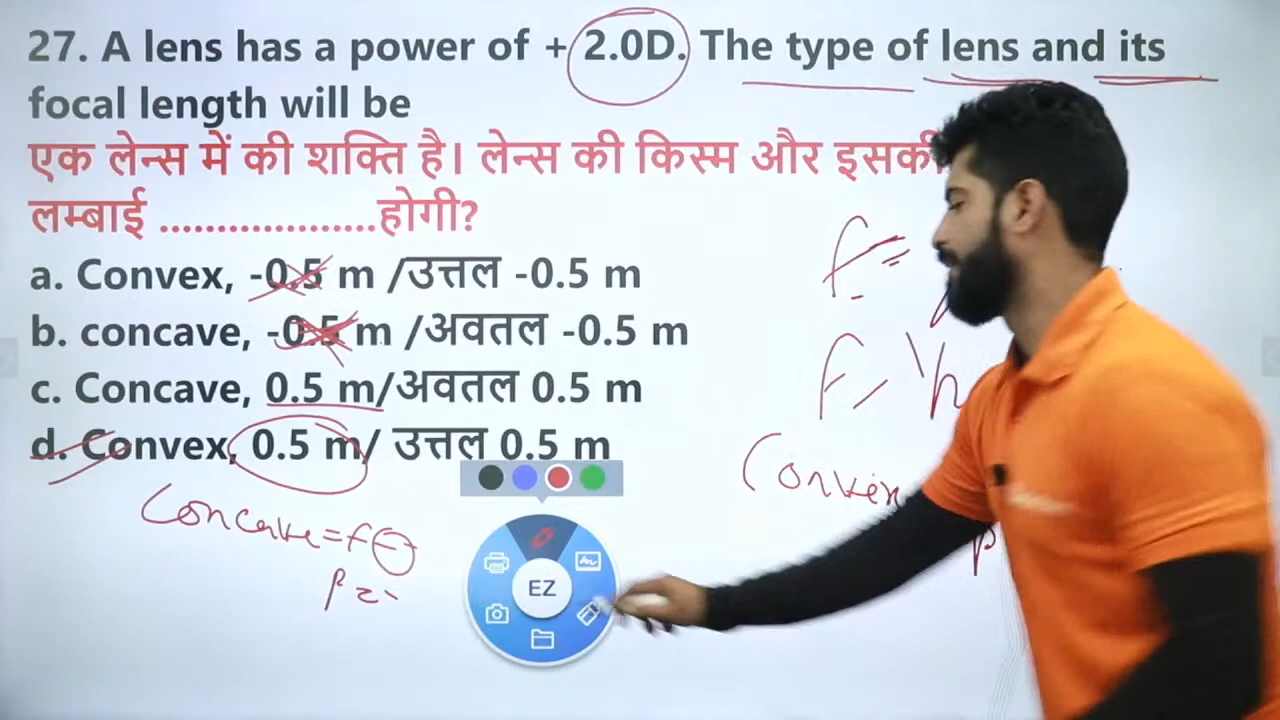 27. A lens has a power of + 2.0D. The type of lens and its
focal length will be
एक लेन्स में की शक्ति है। लेन्स की किस्म और इसकी
लम्बाई ...................होगी?
a. Convex, -0.5 m /उत्तल -0.5 m
b. concave, -0.5 m /अवतल -0.5 m
c. Concave, 0.5 m/अवतल 0.5 m
d. Convex, 0.5 m/ उत्तल 0.5 m
f=
Convex
Concave = f -
EZ